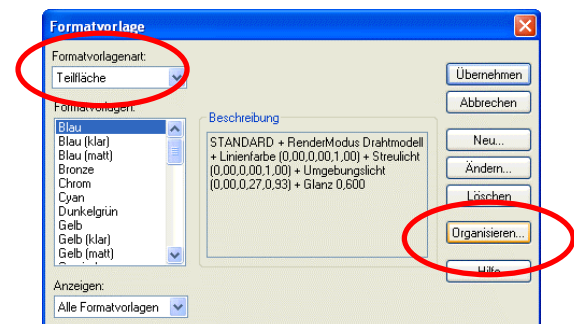 Formatvorlage
Formatvorlagenart:
Teilfläche
Formatvorlagen:
Blau
Blau (klar)
Blau (matt)
Bronze
Chrom
Cyan
Dunkelgrün
Gelb
Gelb (klar)
Gelb (matt)
Beschreibung
STANDARD + RenderModus Drahtmodell
+ Linienfarbe (0,00,0,00,1,00) + Streulicht
(0,00,0,00,1,00) + Umgebungslicht
(0,00,0,27,0,93) + Glanz 0,600
Übernehmen
Abbrechen
Neu...
Ändern...
Löschen
Organisieren...
Hilfe
Anzeigen:
Alle Formatvorlagen